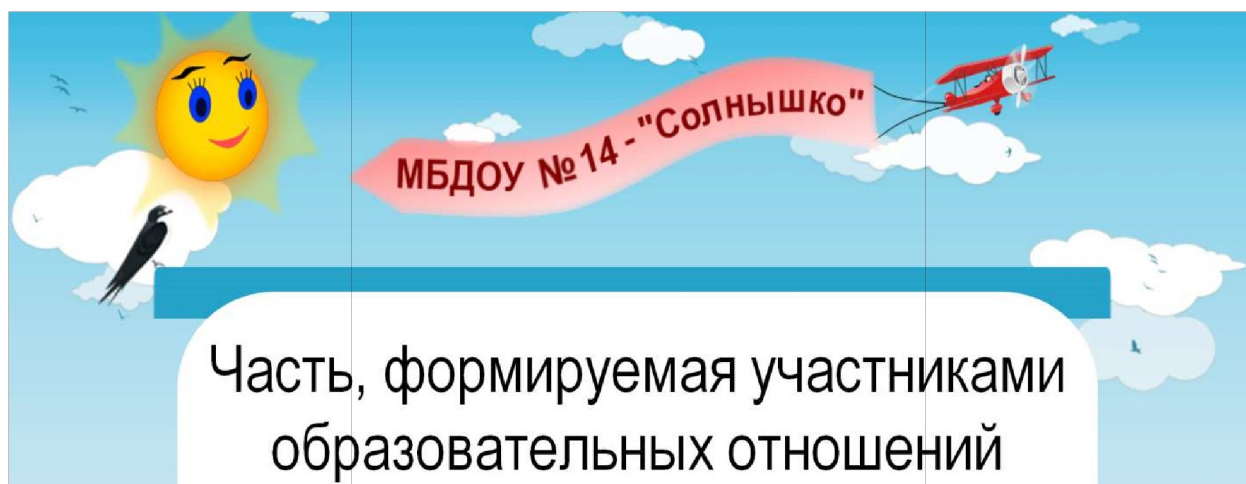 МБДОУ №14 - "Солнышко"
Часть, формируемая участниками
образовательных отношений